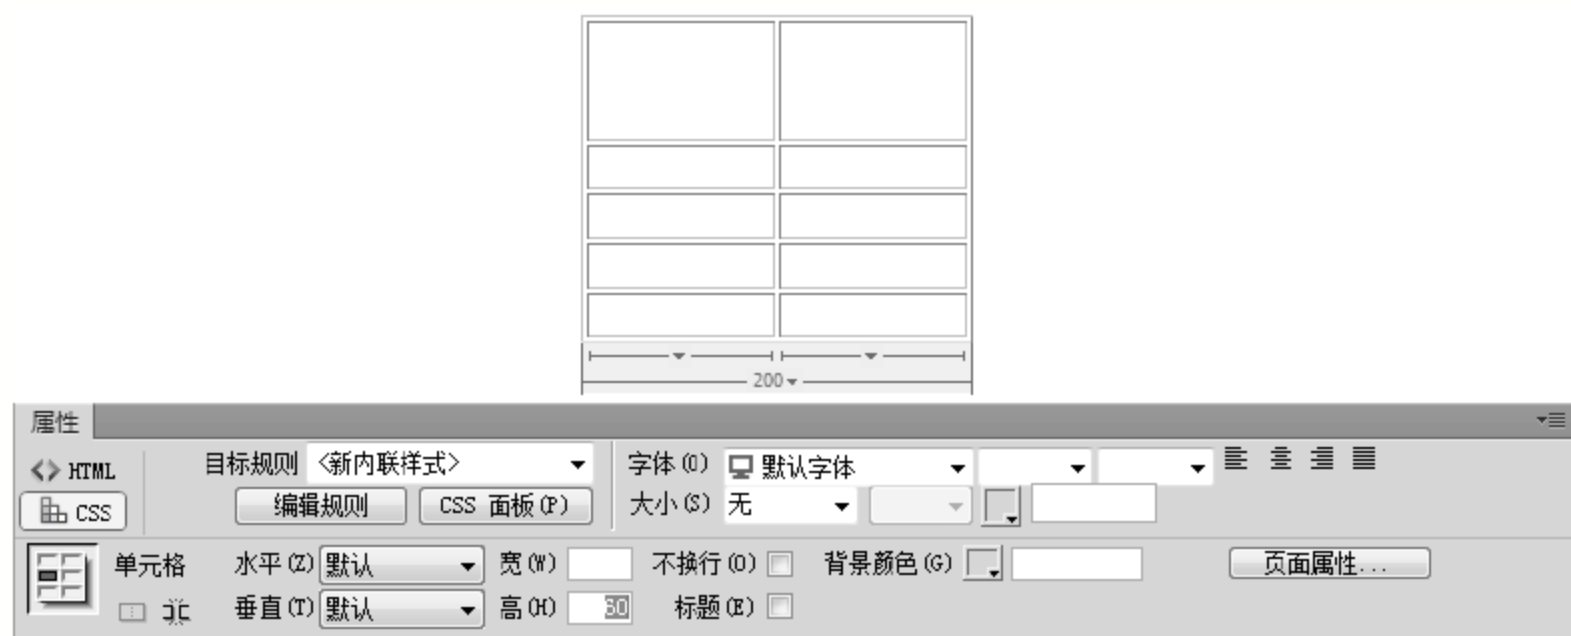 200
属性
HTML
目标规则 <新内联样式>
字体(O) 默认字体
CSS
编辑规则
CSS 面板(P)
大小(S) 无
单元格
水平(Z) 默认
宽(W)
不换行(O)
背景颜色(G)
页面属性...
垂直(T) 默认
高(H) 60
标题(E)